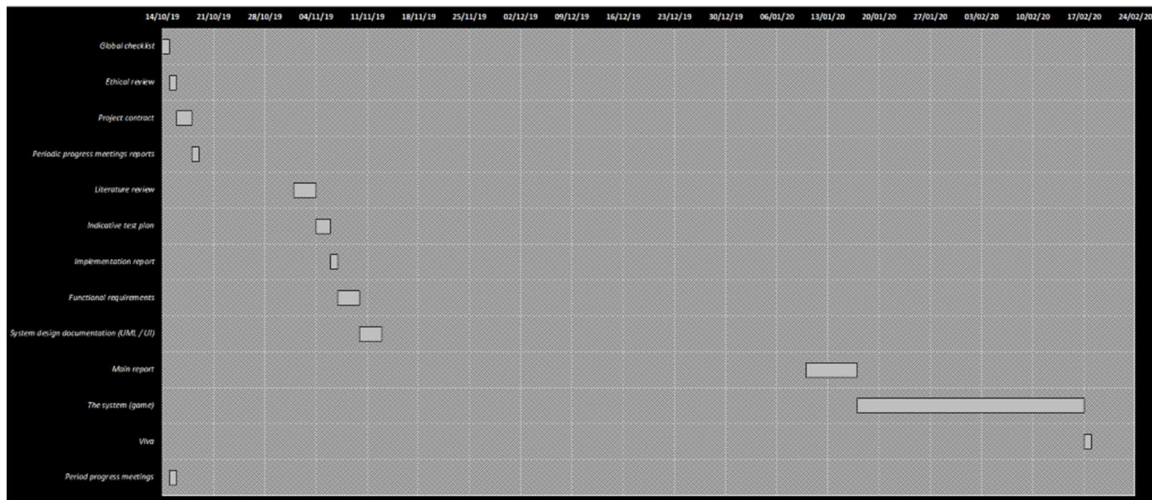 14/10/19 21/10/19 28/10/19 04/11/19 11/11/19 18/11/19 25/11/19 02/12/19 09/12/19 16/12/19 23/12/19 30/12/19 06/01/20 13/01/20 20/01/20 27/01/20 03/02/20 10/02/20 17/02/20 24/02/20
Global checklist
Ethical review
Project contract
Periodic progress meetings reports
Literature review
Indicative test plan
Implementation report
Functional requirements
System design documentation (UML / UI)
Main report
The system (game)
Viva
Period progress meetings